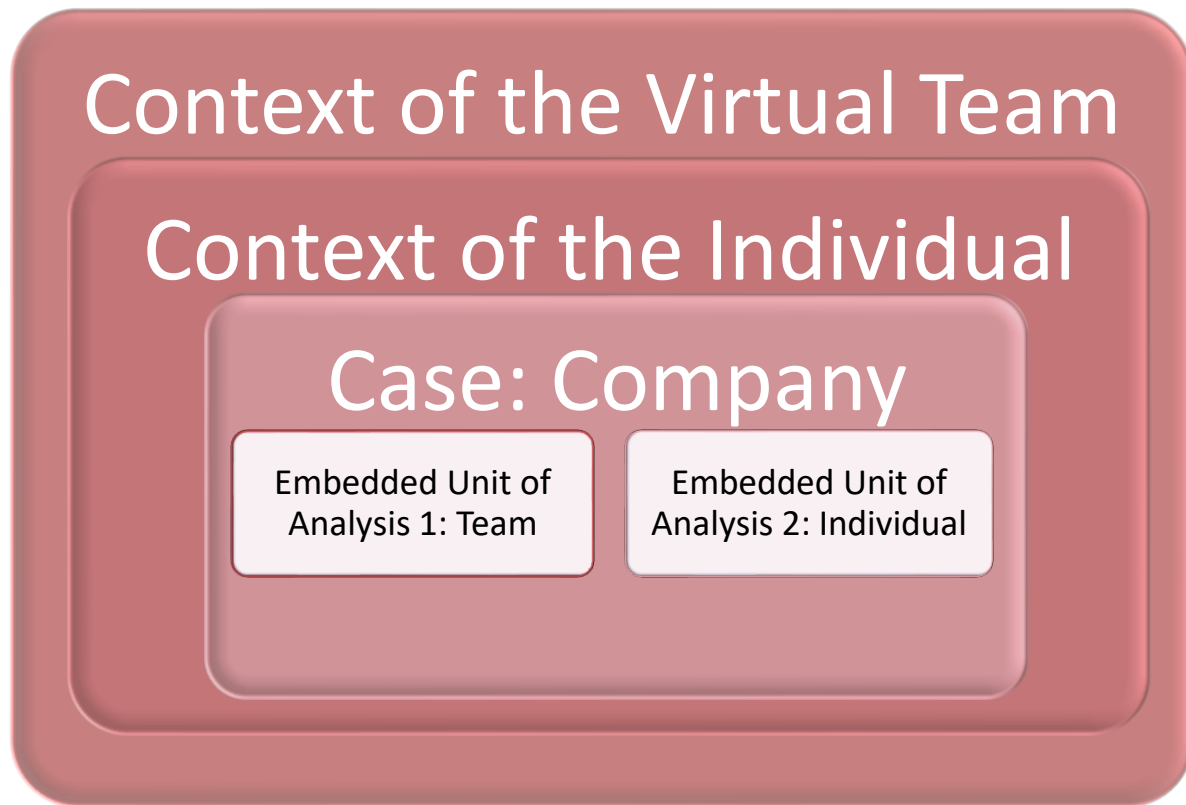 Context of the Virtual Team
Context of the Individual
Case: Company
Embedded Unit of
Analysis 1: Team
Embedded Unit of
Analysis 2: Individual